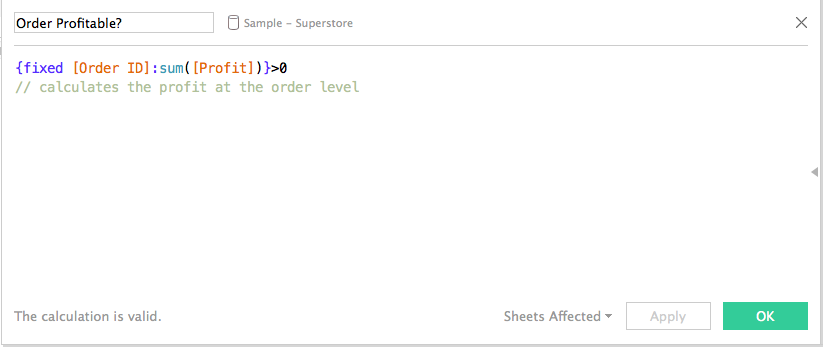 Order Profitable?
Sample - Superstore
{fixed [Order ID]:sum([Profit])}>0
// calculates the profit at the order level
The calculation is valid.
Sheets Affected
Apply
OK